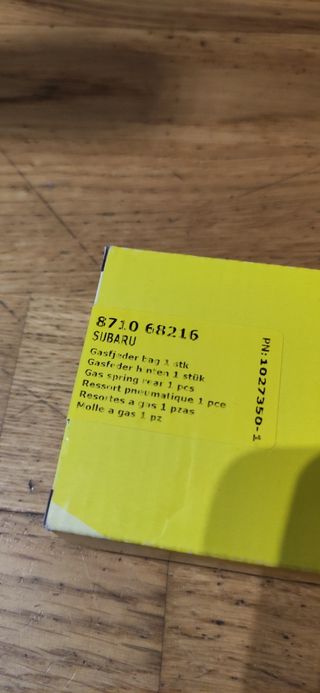 8710 68216
SUBARU
Gasfjeder bag 1 stk
Gasfeder hinten 1 stük
Gas spring rear 1 pcs
Ressort pneumatique 1 pce
Resortes a gas 1 pzas
Molle a gas 1 pz
PN: 1027350-1